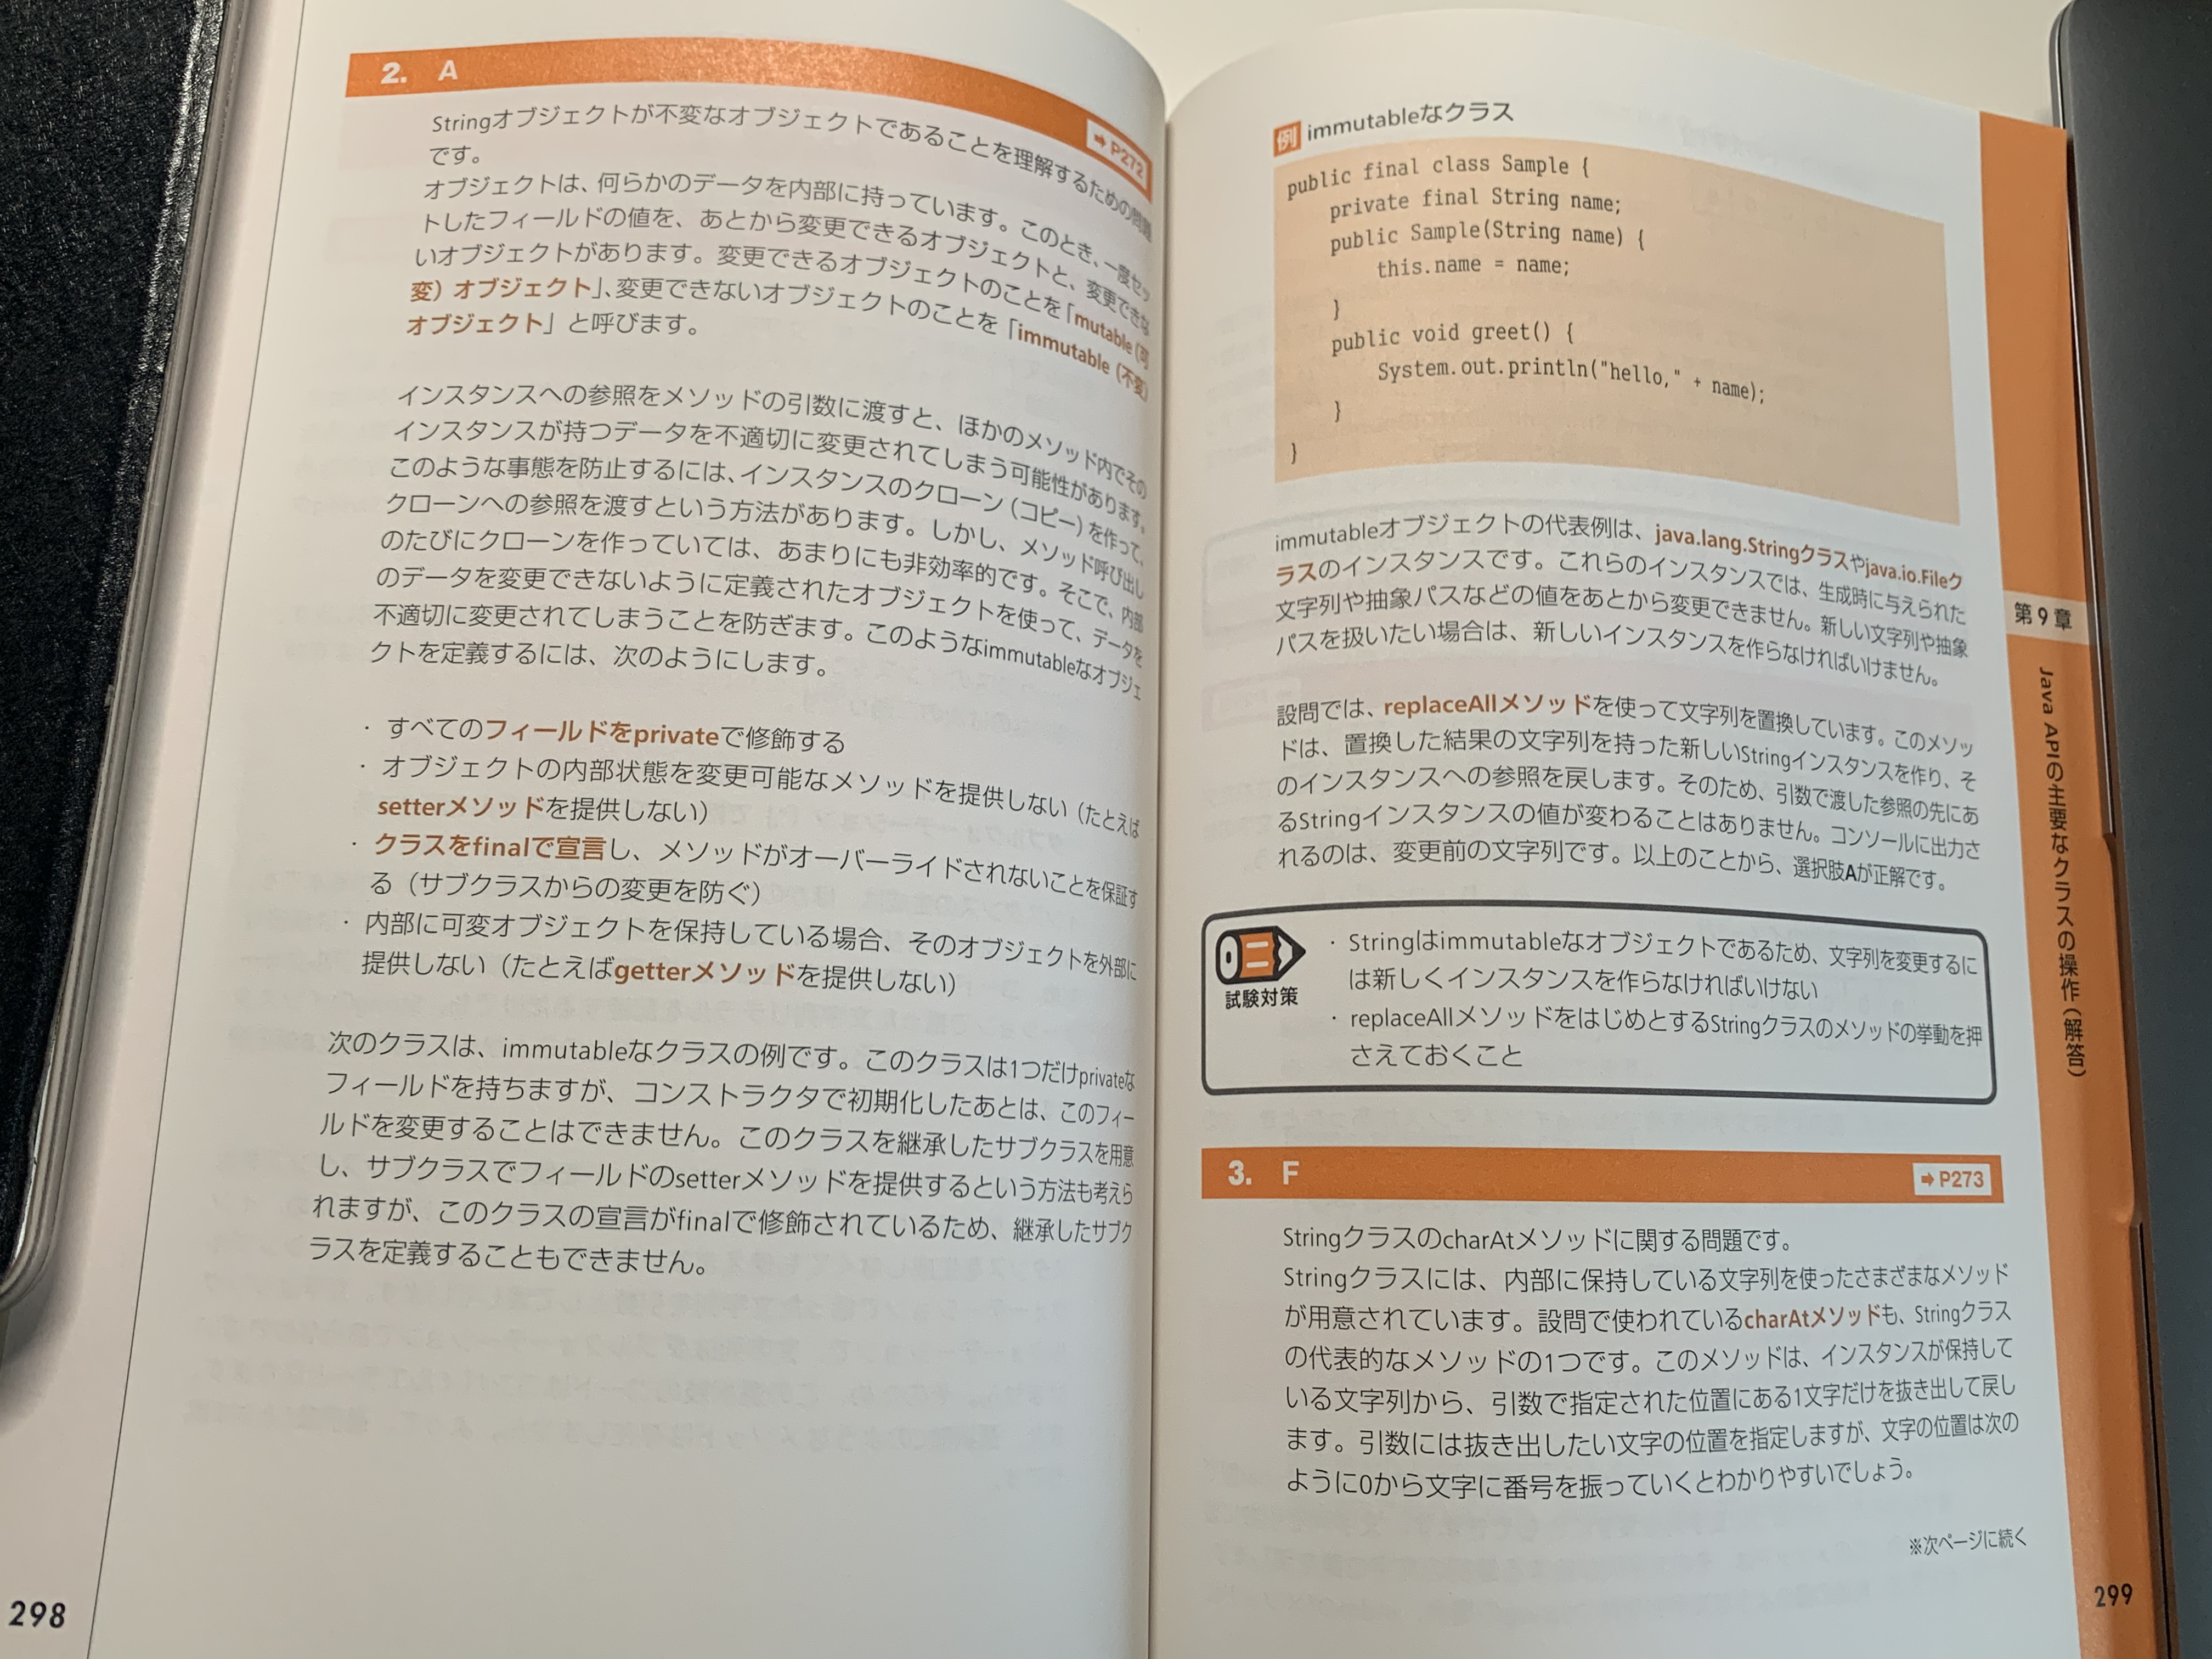 2. A
➡P272
Stringオブジェクトが不変なオブジェクトであることを理解するための問題
です。
オブジェクトは、何らかのデータを内部に持っています。このとき、一度セッ
トしたフィールドの値を、あとから変更できるオブジェクトと、変更できな
いオブジェクトがあります。変更できるオブジェクトのことを「mutable（可
変）オブジェクト」、変更できないオブジェクトのことを「immutable（不変）
オブジェクト」と呼びます。
インスタンスへの参照をメソッドの引数に渡すと、ほかのメソッド内でその
インスタンスが持つデータを不適切に変更されてしまう可能性があります。
このような事態を防止するには、インスタンスのクローン（コピー）を作って、
クローンへの参照を渡すという方法があります。しかし、メソッド呼び出し
のたびにクローンを作っていては、あまりにも非効率的です。そこで、内部
のデータを変更できないように定義されたオブジェクトを使って、データを
不適切に変更されてしまうことを防ぎます。このようなimmutableなオブジェ
クトを定義するには、次のようにします。
・すべてのフィールドをprivateで修飾する
・オブジェクトの内部状態を変更可能なメソッドを提供しない（たとえば
setterメソッドを提供しない）
・クラスをfinalで宣言し、メソッドがオーバーライドされないことを保証す
る（サブクラスからの変更を防ぐ）
・内部に可変オブジェクトを保持している場合、そのオブジェクトを外部に
提供しない（たとえばgetterメソッドを提供しない）
次のクラスは、immutableなクラスの例です。このクラスは1つだけprivateな
フィールドを持ちますが、コンストラクタで初期化したあとは、このフィー
ルドを変更することはできません。このクラスを継承したサブクラスを用意
し、サブクラスでフィールドのsetterメソッドを提供するという方法も考えら
れますが、このクラスの宣言がfinalで修飾されているため、継承したサブク
ラスを定義することもできません。
298
例 immutableなクラス
public final class Sample {
private final String name;
public Sample(String name) {
this.name = name;
}
public void greet() {
System.out.println("hello," + name);
}
}
immutableオブジェクトの代表例は、java.lang.Stringクラスやjava.io.Fileク
ラスのインスタンスです。これらのインスタンスでは、生成時に与えられた
文字列や抽象パスなどの値をあとから変更できません。新しい文字列や抽象
パスを扱いたい場合は、新しいインスタンスを作らなければいけません。
設問では、replaceAllメソッドを使って文字列を置換しています。このメソッ
ドは、置換した結果の文字列を持った新しいStringインスタンスを作り、そ
のインスタンスへの参照を戻します。そのため、引数で渡した参照の先にあ
るStringインスタンスの値が変わることはありません。コンソールに出力さ
れるのは、変更前の文字列です。以上のことから、選択肢Aが正解です。
試験対策
・Stringはimmutableなオブジェクトであるため、文字列を変更するに
は新しくインスタンスを作らなければいけない
・replaceAllメソッドをはじめとするStringクラスのメソッドの挙動を押
さえておくこと
3. F
➡P273
StringクラスのcharAtメソッドに関する問題です。
Stringクラスには、内部に保持している文字列を使ったさまざまなメソッド
が用意されています。設問で使われているcharAtメソッドも、Stringクラス
の代表的なメソッドの1つです。このメソッドは、インスタンスが保持して
いる文字列から、引数で指定された位置にある1文字だけを抜き出して戻し
ます。引数には抜き出したい文字の位置を指定しますが、文字の位置は次の
ように0から文字に番号を振っていくとわかりやすいでしょう。
※次ページに続く
第9章
Java APIの主要なクラスの操作（解答）
299